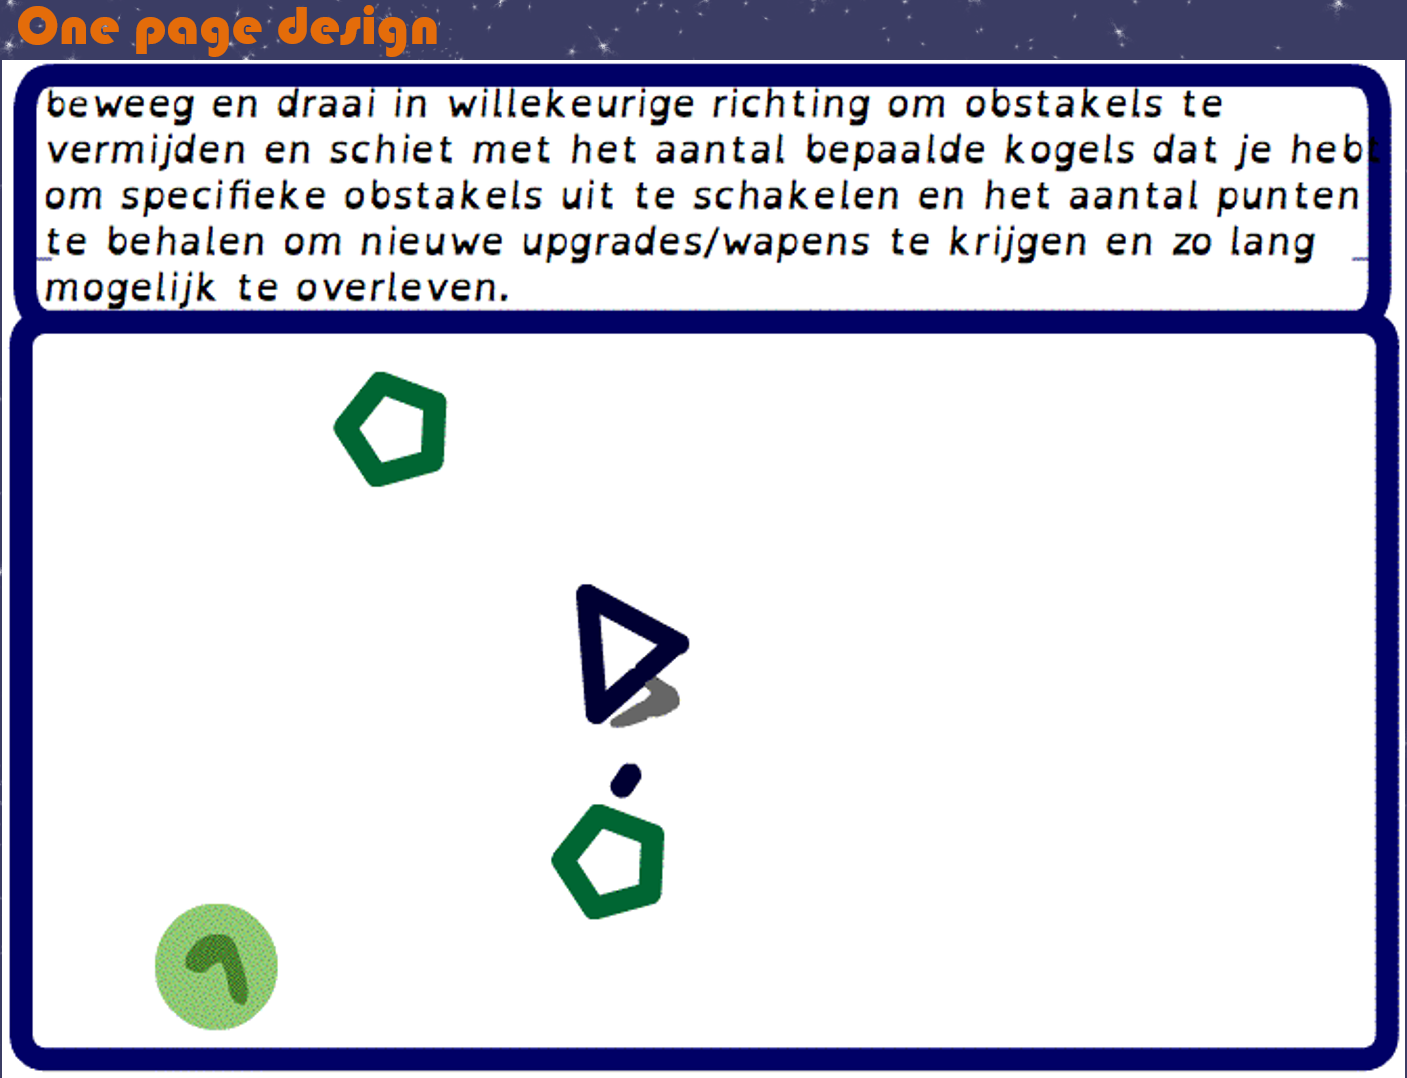 One page design
beweeg en draai in willekeurige richting om obstakels te
vermijden en schiet met het aantal bepaalde kogels dat je hebt
om specifieke obstakels uit te schakelen en het aantal punten
te behalen om nieuwe upgrades/wapens te krijgen en zo lang
mogelijk te overleven.